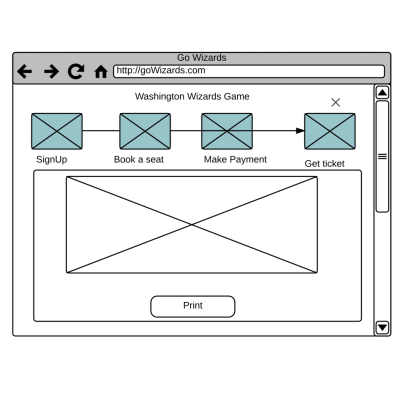 Go Wizards
http://goWizards.com
Washington Wizards Game
SignUp
Book a seat
Make Payment
Get ticket
Print